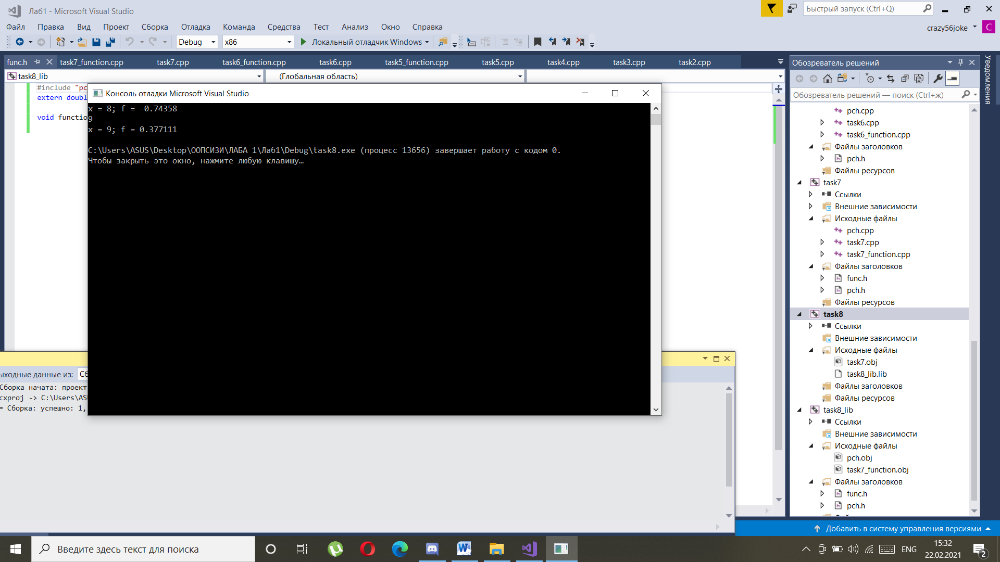 Лаб1 - Microsoft Visual Studio
Быстрый запуск (Ctrl+Q)
Файл Правка Вид Проект Сборка Отладка Команда Средства Тест Анализ Окно Справка
crazy56joke C
Debug x86 Локальный отладчик Windows
func.h task7_function.cpp task7.cpp task6_function.cpp task6.cpp task5_function.cpp task5.cpp task4.cpp task3.cpp task2.cpp
task8_lib (Глобальная область)
#include "pc
extern doubl
void functio
Консоль отладки Microsoft Visual Studio
x = 8; f = -0.74358
9
x = 9; f = 0.377111
C:\Users\ASUS\Desktop\ООПСИЗИ\ЛАБА 1\Лаб1\Debug\task8.exe (процесс 13656) завершает работу с кодом 0.
Чтобы закрыть это окно, нажмите любую клавишу…
ыходные данные из: Сб
Сборка начата: проект
cxproj -> C:\Users\AS
= Сборка: успешно: 1,
Обозреватель решений
Обозреватель решений — поиск (Ctrl+ж)
pch.cpp
task6.cpp
task6_function.cpp
Файлы заголовков
pch.h
Файлы ресурсов
task7
Ссылки
Внешние зависимости
Исходные файлы
pch.cpp
task7.cpp
task7_function.cpp
Файлы заголовков
func.h
pch.h
Файлы ресурсов
task8
Ссылки
Внешние зависимости
Исходные файлы
task7.obj
task8_lib.lib
Файлы заголовков
Файлы ресурсов
task8_lib
Ссылки
Внешние зависимости
Исходные файлы
pch.obj
task7_function.obj
Файлы заголовков
func.h
pch.h
Уведомления
Добавить в систему управления версиями
Введите здесь текст для поиска
ENG
15:32
22.02.2021
2